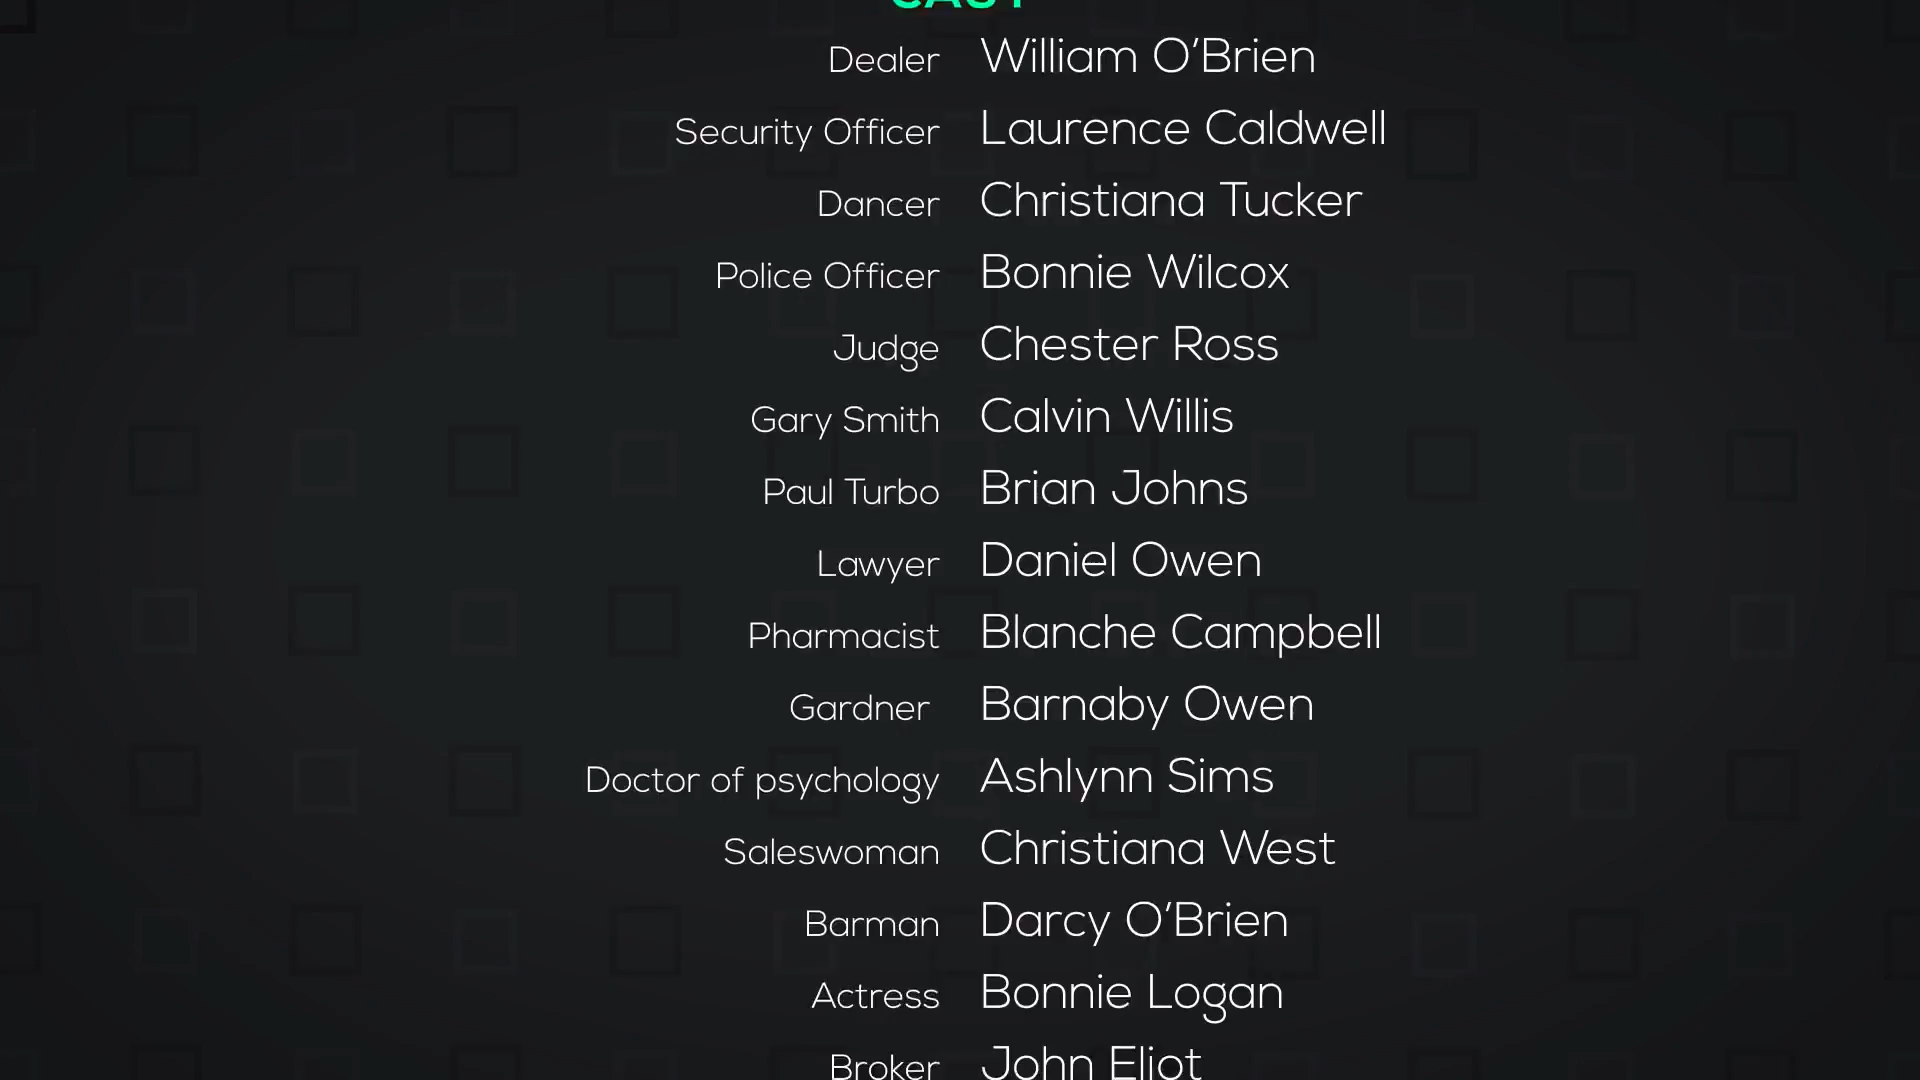 CAST
Dealer William O'Brien
Security Officer Laurence Caldwell
Dancer Christiana Tucker
Police Officer Bonnie Wilcox
Judge Chester Ross
Gary Smith Calvin Willis
Paul Turbo Brian Johns
Lawyer Daniel Owen
Pharmacist Blanche Campbell
Gardner Barnaby Owen
Doctor of psychology Ashlynn Sims
Saleswoman Christiana West
Barman Darcy O'Brien
Actress Bonnie Logan
Broker John Eliot